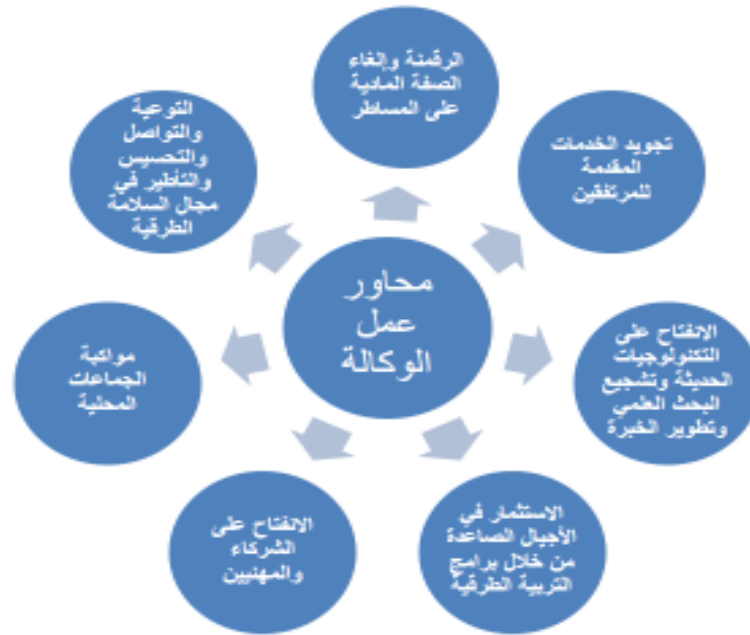 محاور
عمل
الوكالة
الرقمنة وإلغاء
الصفة المادية
على المساطر
تجويد الخدمات
المقدمة
للمرتفقين
الانفتاح على
التكنولوجيات
الحديثة وتشجيع
البحث العلمي
وتطوير الخبرة
الاستثمار في
الأجيال الصاعدة
من خلال برامج
التربية الطرقية
الانفتاح على
الشركاء
والمهنيين
مواكبة
الجماعات
المحلية
التوعية
والتواصل
والتحسيس
والتأطير في
مجال السلامة
الطرقية